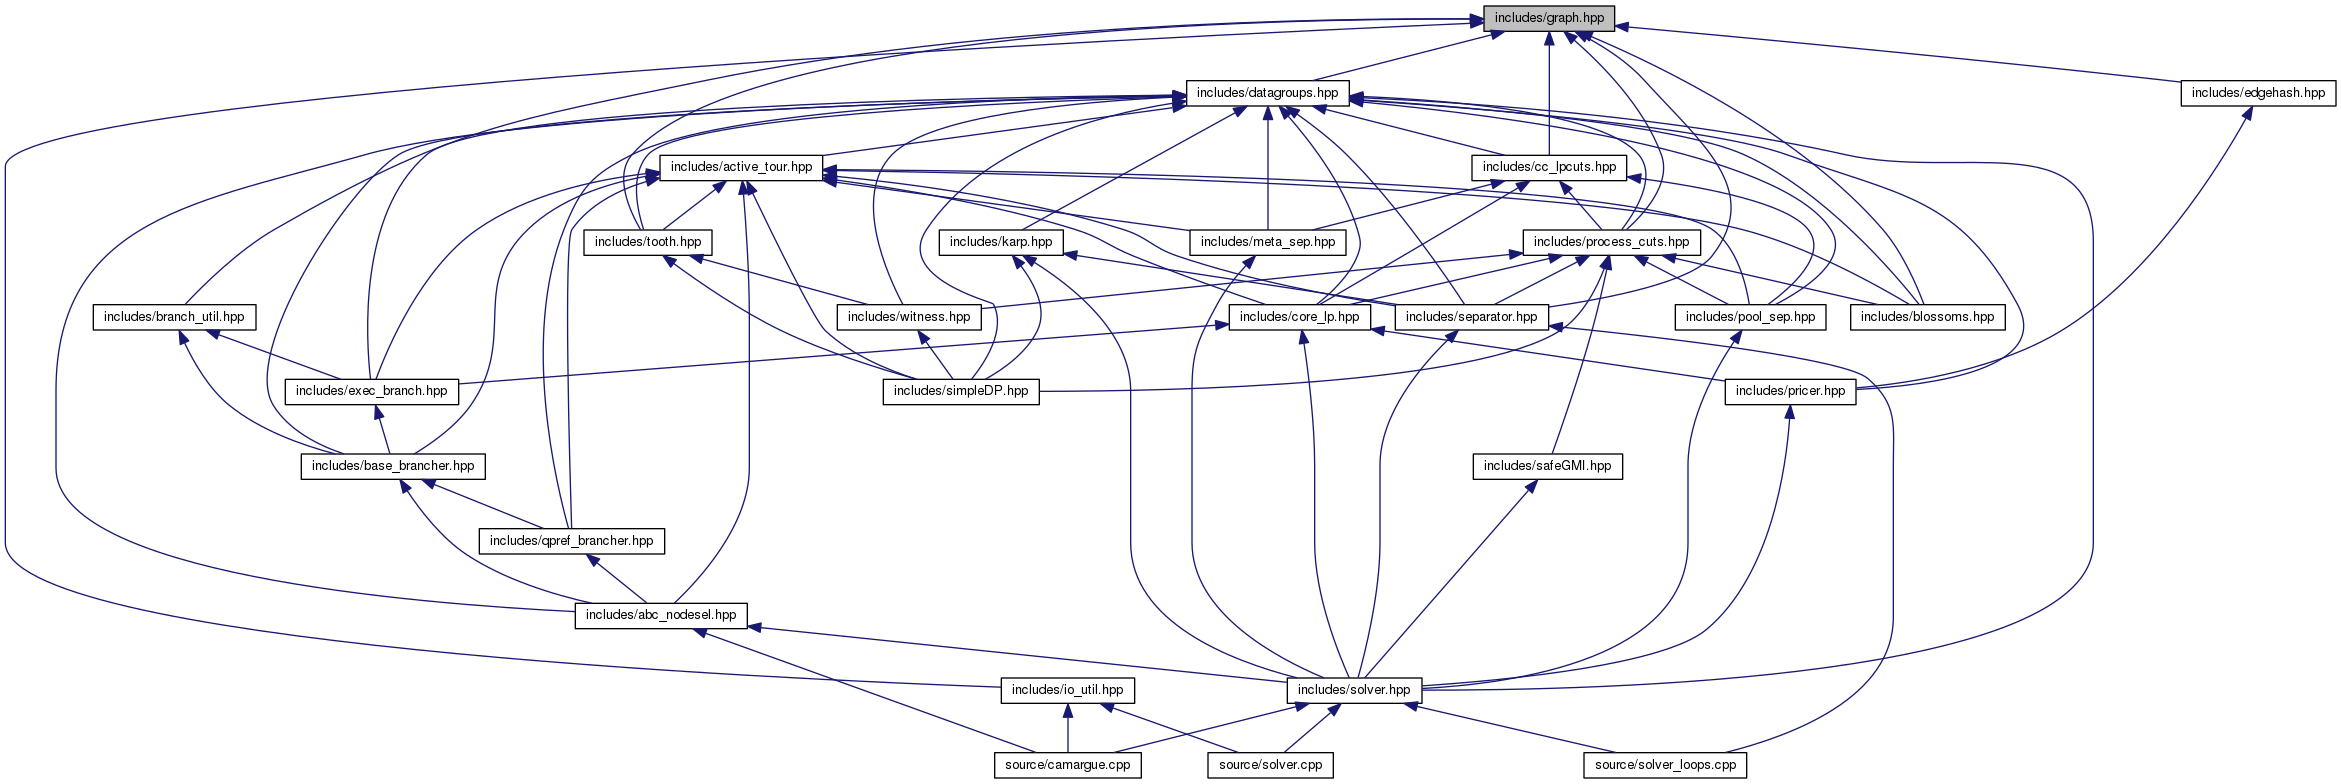 includes/graph.hpp
includes/datagroups.hpp
includes/edgehash.hpp
includes/active_tour.hpp
includes/cc_lpcuts.hpp
includes/tooth.hpp
includes/karp.hpp
includes/meta_sep.hpp
includes/process_cuts.hpp
includes/branch_util.hpp
includes/witness.hpp
includes/core_lp.hpp
includes/separator.hpp
includes/pool_sep.hpp
includes/blossoms.hpp
includes/exec_branch.hpp
includes/simpleDP.hpp
includes/pricer.hpp
includes/base_brancher.hpp
includes/safeGMI.hpp
includes/qpref_brancher.hpp
includes/abc_nodesel.hpp
includes/io_util.hpp
includes/solver.hpp
source/camargue.cpp
source/solver.cpp
source/solver_loops.cpp